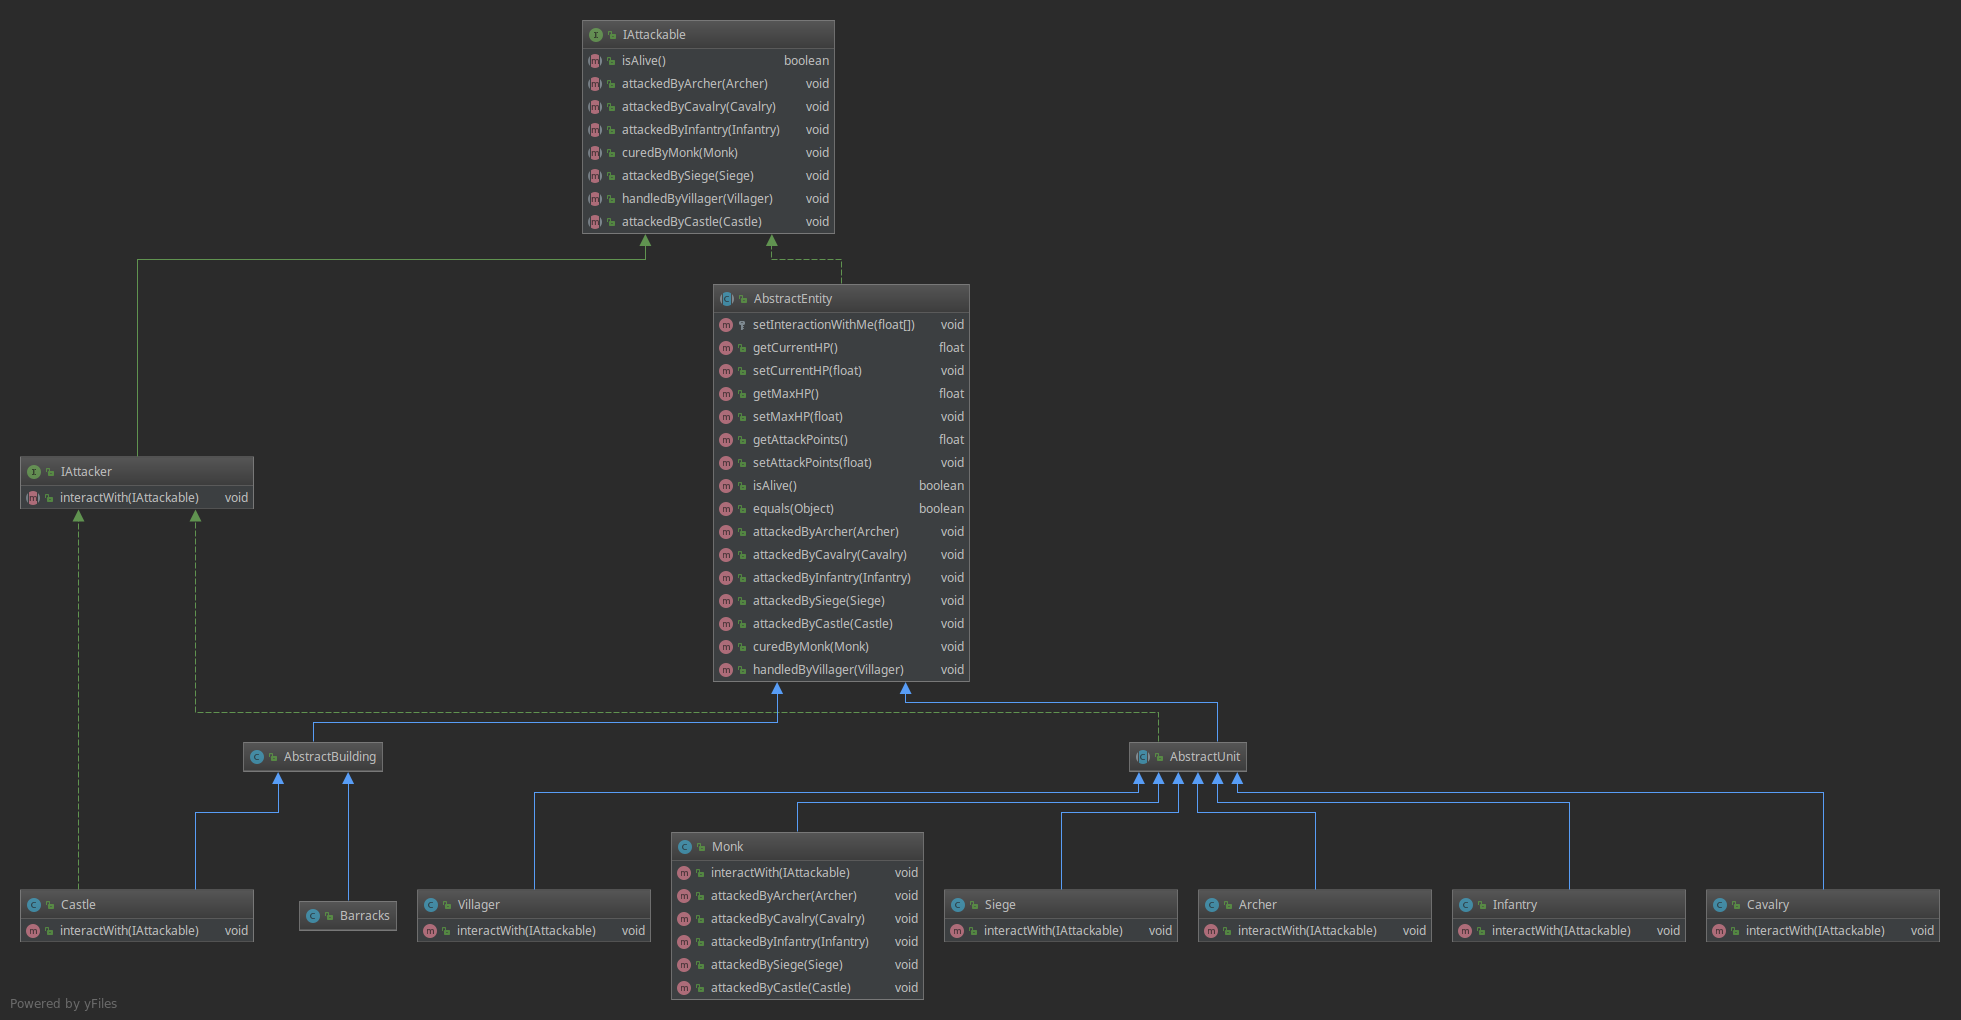 IAttackable
isAlive() boolean
attackedByArcher(Archer) void
attackedByCavalry(Cavalry) void
attackedByInfantry(Infantry) void
curedByMonk(Monk) void
attackedBySiege(Siege) void
handledByVillager(Villager) void
attackedByCastle(Castle) void
AbstractEntity
setInteractionWithMe(float[]) void
getCurrentHP() float
setCurrentHP(float) void
getMaxHP() float
setMaxHP(float) void
getAttackPoints() float
setAttackPoints(float) void
isAlive() boolean
equals(Object) boolean
attackedByArcher(Archer) void
attackedByCavalry(Cavalry) void
attackedByInfantry(Infantry) void
attackedBySiege(Siege) void
attackedByCastle(Castle) void
curedByMonk(Monk) void
handledByVillager(Villager) void
IAttacker
interactWith(IAttackable) void
AbstractBuilding
AbstractUnit
Castle
interactWith(IAttackable) void
Barracks
Villager
interactWith(IAttackable) void
Monk
interactWith(IAttackable) void
attackedByArcher(Archer) void
attackedByCavalry(Cavalry) void
attackedByInfantry(Infantry) void
attackedBySiege(Siege) void
attackedByCastle(Castle) void
Siege
interactWith(IAttackable) void
Archer
interactWith(IAttackable) void
Infantry
interactWith(IAttackable) void
Cavalry
interactWith(IAttackable) void
Powered by yFiles